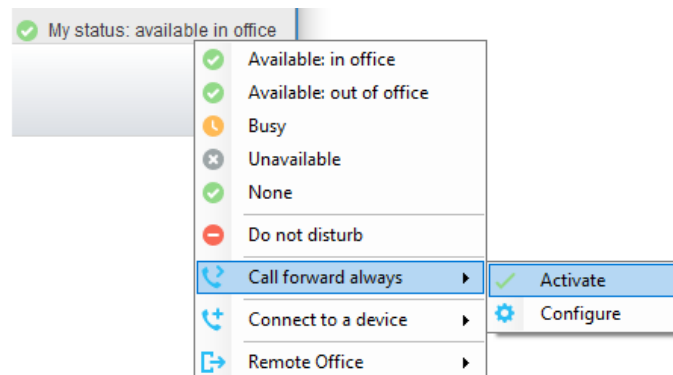 My status: available in office
Available: in office
Available: out of office
Busy
Unavailable
None
Do not disturb
Call forward always
Activate
Configure
Connect to a device
Remote Office